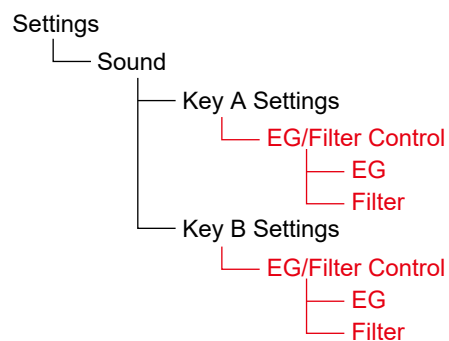 Settings
Sound
Key A Settings
EG/Filter Control
EG
Filter
Key B Settings
EG/Filter Control
EG
Filter